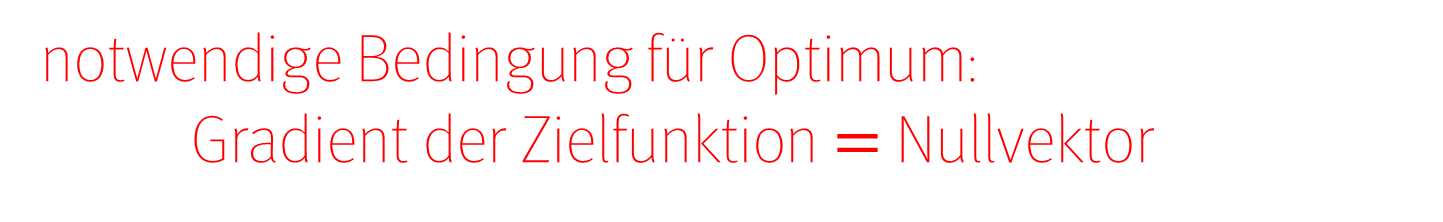 notwendige Bedingung für Optimum:
Gradient der Zielfunktion = Nullvektor